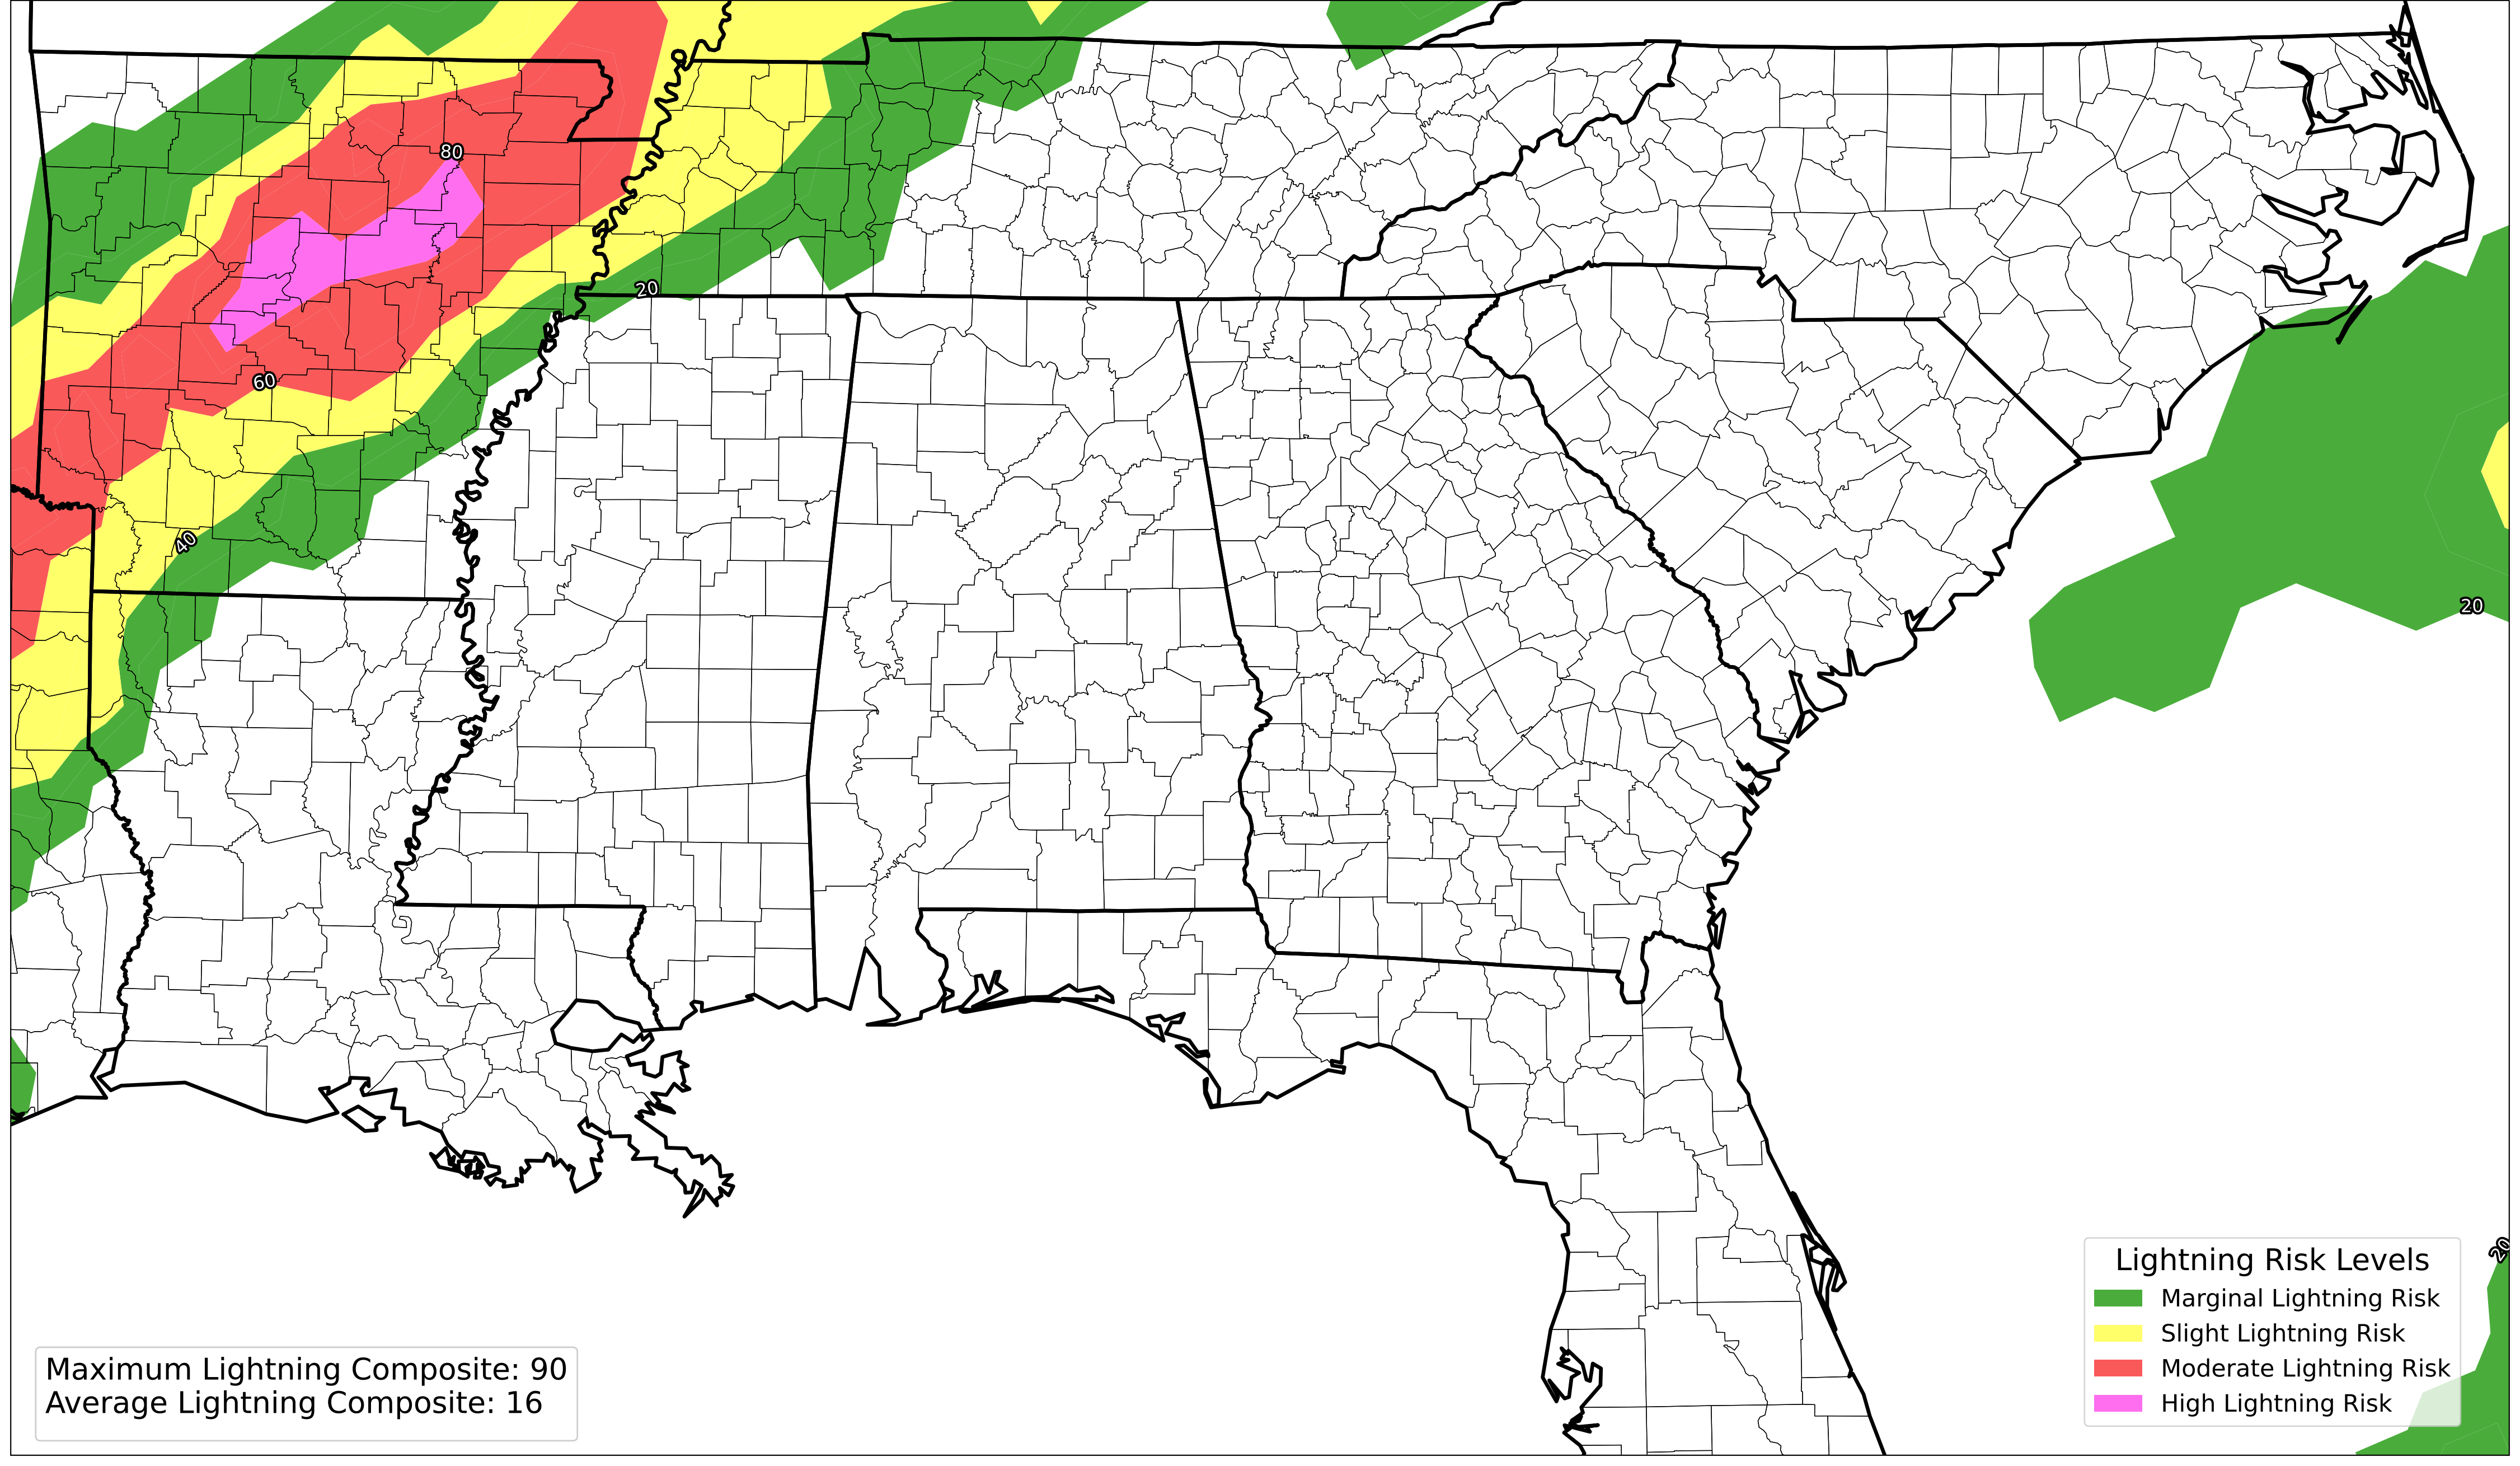 80
20
60
40
20
20
Lightning Risk Levels
Marginal Lightning Risk
Slight Lightning Risk
Moderate Lightning Risk
High Lightning Risk
Maximum Lightning Composite: 90
Average Lightning Composite: 16